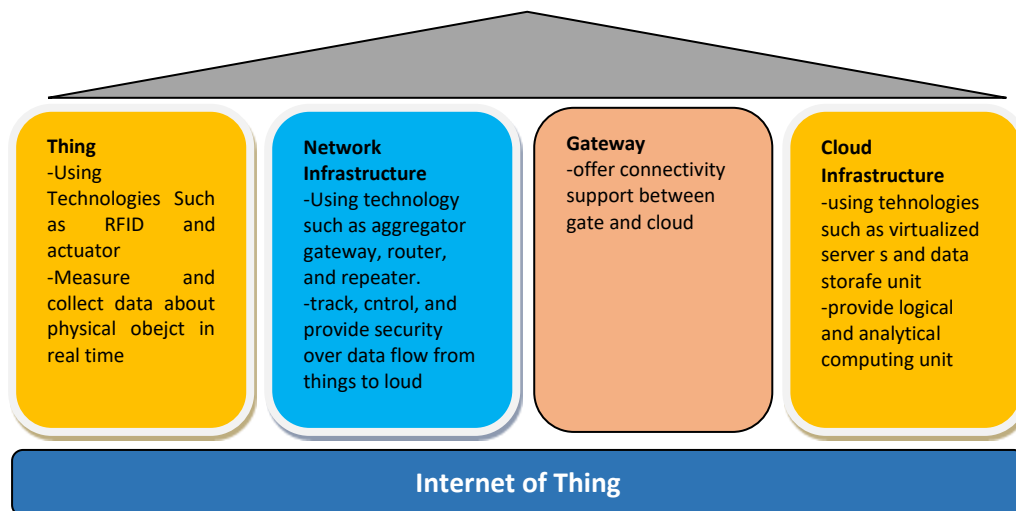 Thing
-Using
Technologies Such
as RFID and
actuator
-Measure and
collect data about
physical obejct in
real time
Network
Infrastructure
-Using technology
such as aggregator
gateway, router,
and repeater.
-track, cntrol, and
provide security
over data flow from
things to loud
Gateway
-offer connectivity
support between
gate and cloud
Cloud
Infrastructure
-using tehnologies
such as virtualized
server s and data
storafe unit
-provide logical
and analytical
computing unit
Internet of Thing